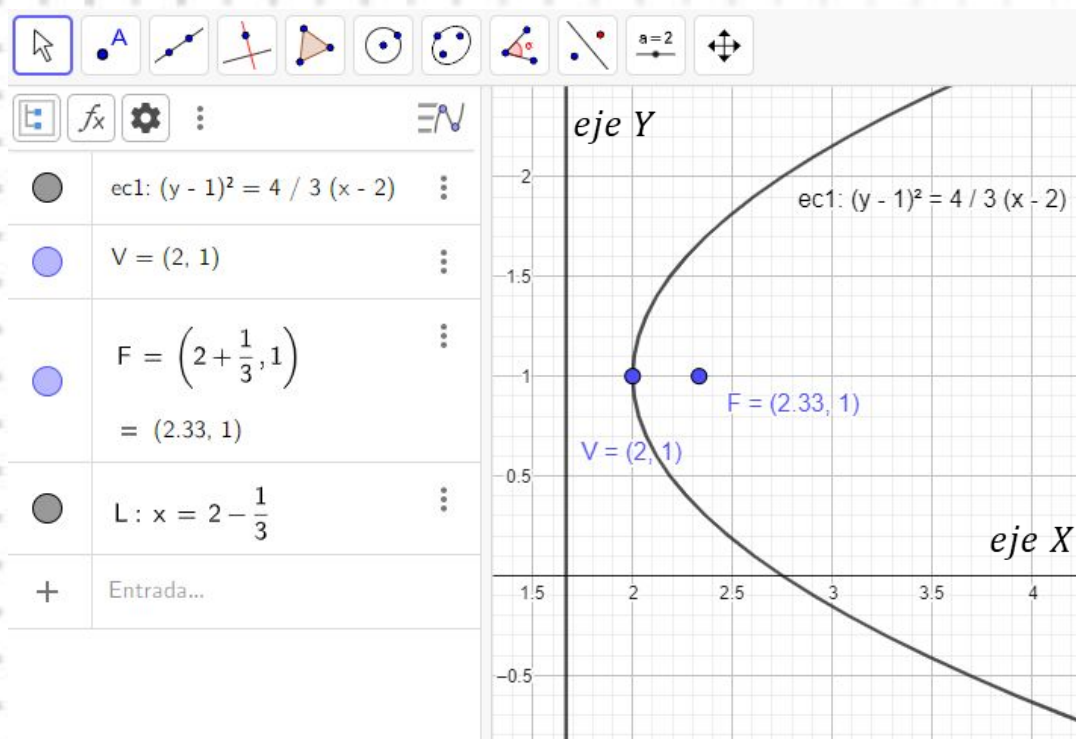 A
a=2
α
fx
ec1: (y - 1)² = 4 / 3 (x - 2)
V = (2, 1)
F = (2 + 1/3, 1)
= (2.33, 1)
L : x = 2 − 1/3
+ Entrada...
eje Y
2
ec1: (y - 1)² = 4 / 3 (x - 2)
1.5
1
F = (2.33, 1)
V = (2, 1)
0.5
eje X
1.5 2 2.5 3 3.5 4
−0.5